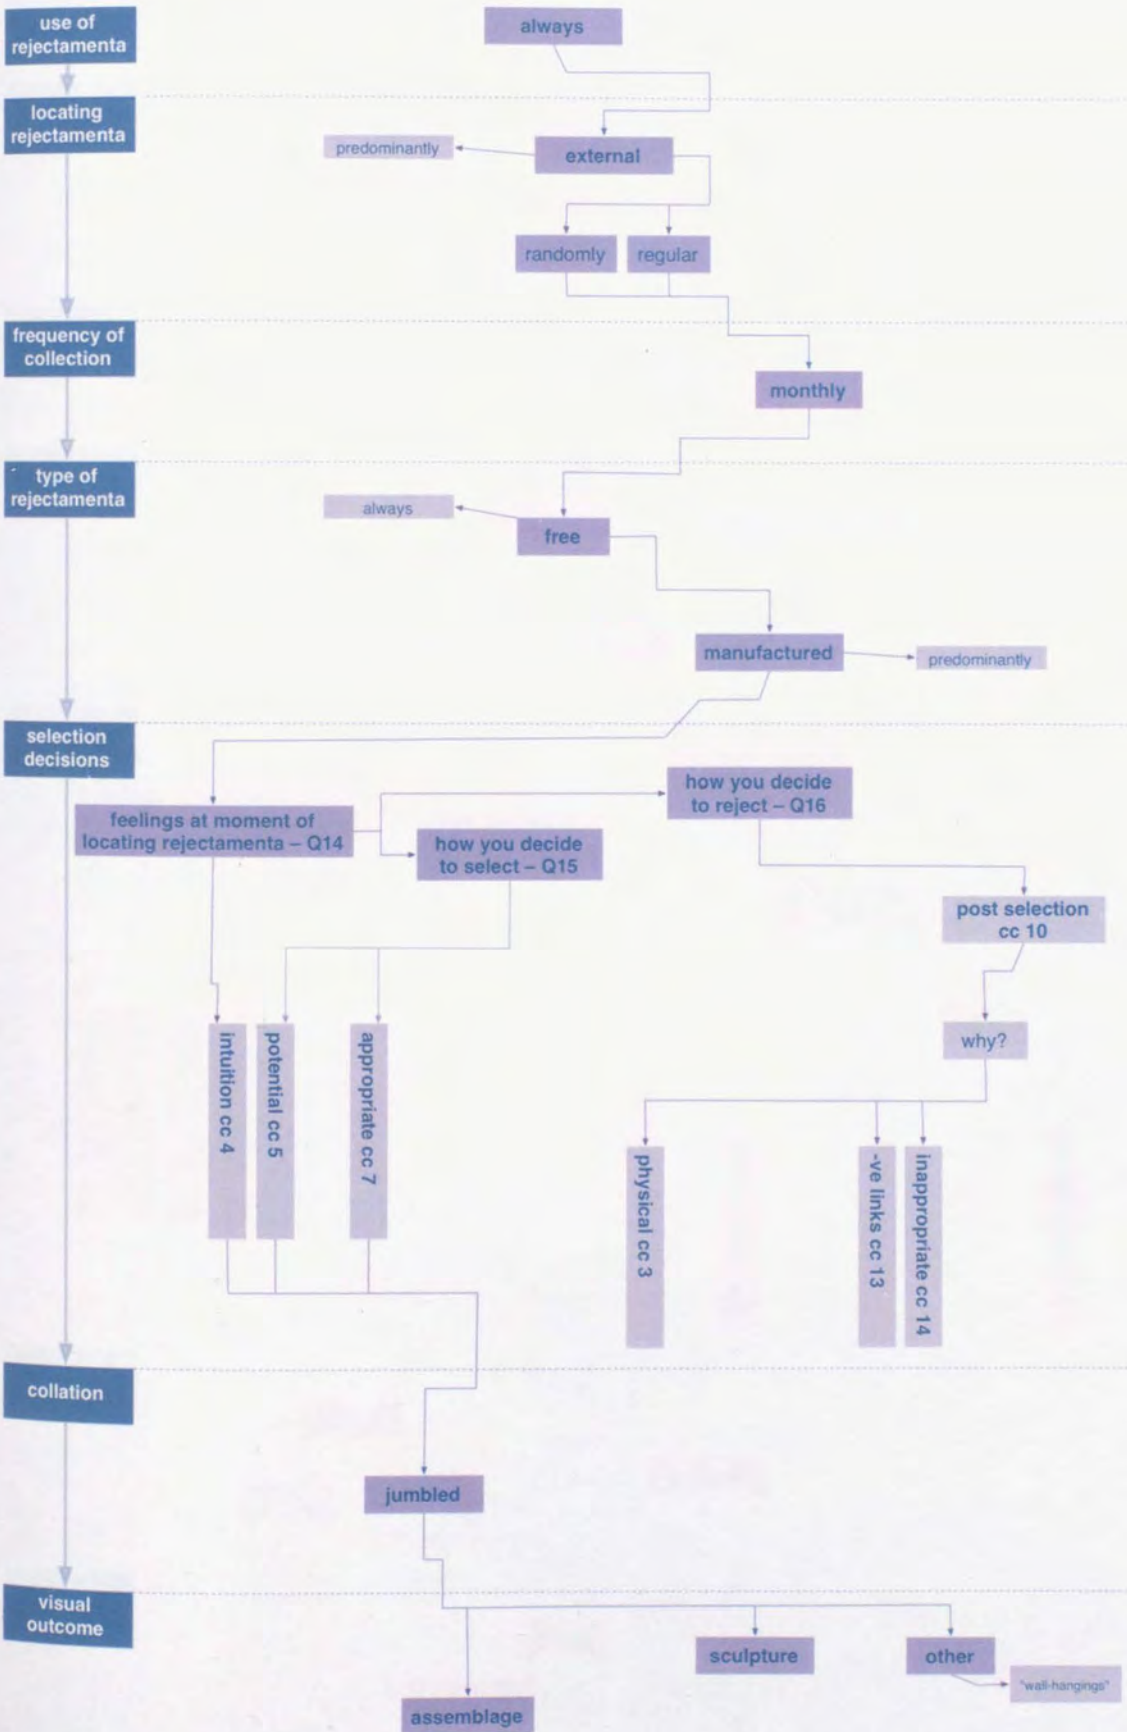 use of
rejectamenta
always
locating
rejectamenta
predominantly
external
randomly
regular
frequency of
collection
monthly
type of
rejectamenta
always
free
manufactured
predominantly
selection
decisions
feelings at moment of
locating rejectamenta – Q14
how you decide
to select – Q15
how you decide
to reject – Q16
post selection
cc 10
why?
intuition cc 4
potential cc 5
appropriate cc 7
physical cc 3
-ve links cc 13
inappropriate cc 14
collation
jumbled
visual
outcome
assemblage
sculpture
other
"wall-hangings"